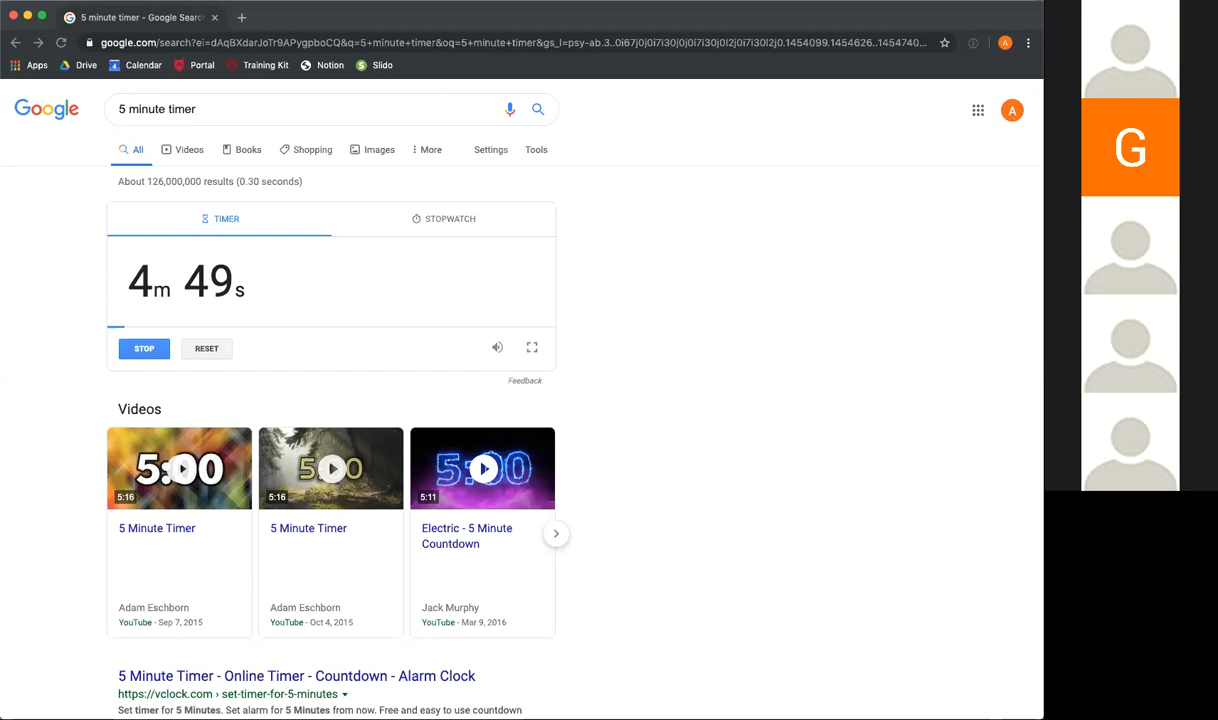 5 minute timer - Google Searc
google.com/search?ei=dAqBXdarJoTr9APygpboCQ&q=5+minute+timer&oq=5+minute+timer&gs_l=psy-ab.3..0i67j0j0i7i30j0j0i7i30j0l2j0i7i30l2j0.1454099.1454626..1454740... A
Apps Drive 4 Calendar Portal Training Kit Notion S Slido
Google 5 minute timer A
All Videos Books Shopping Images More Settings Tools
About 126,000,000 results (0.30 seconds)
TIMER STOPWATCH
4m 49s
STOP RESET
Feedback
Videos
5:00 5:00 5:00
5:16 5:16 5:11
5 Minute Timer 5 Minute Timer Electric - 5 Minute
Countdown
Adam Eschborn Adam Eschborn Jack Murphy
YouTube - Sep 7, 2015 YouTube - Oct 4, 2015 YouTube - Mar 9, 2016
5 Minute Timer - Online Timer - Countdown - Alarm Clock
https://vclock.com › set-timer-for-5-minutes
Set timer for 5 Minutes. Set alarm for 5 Minutes from now. Free and easy to use countdown
G